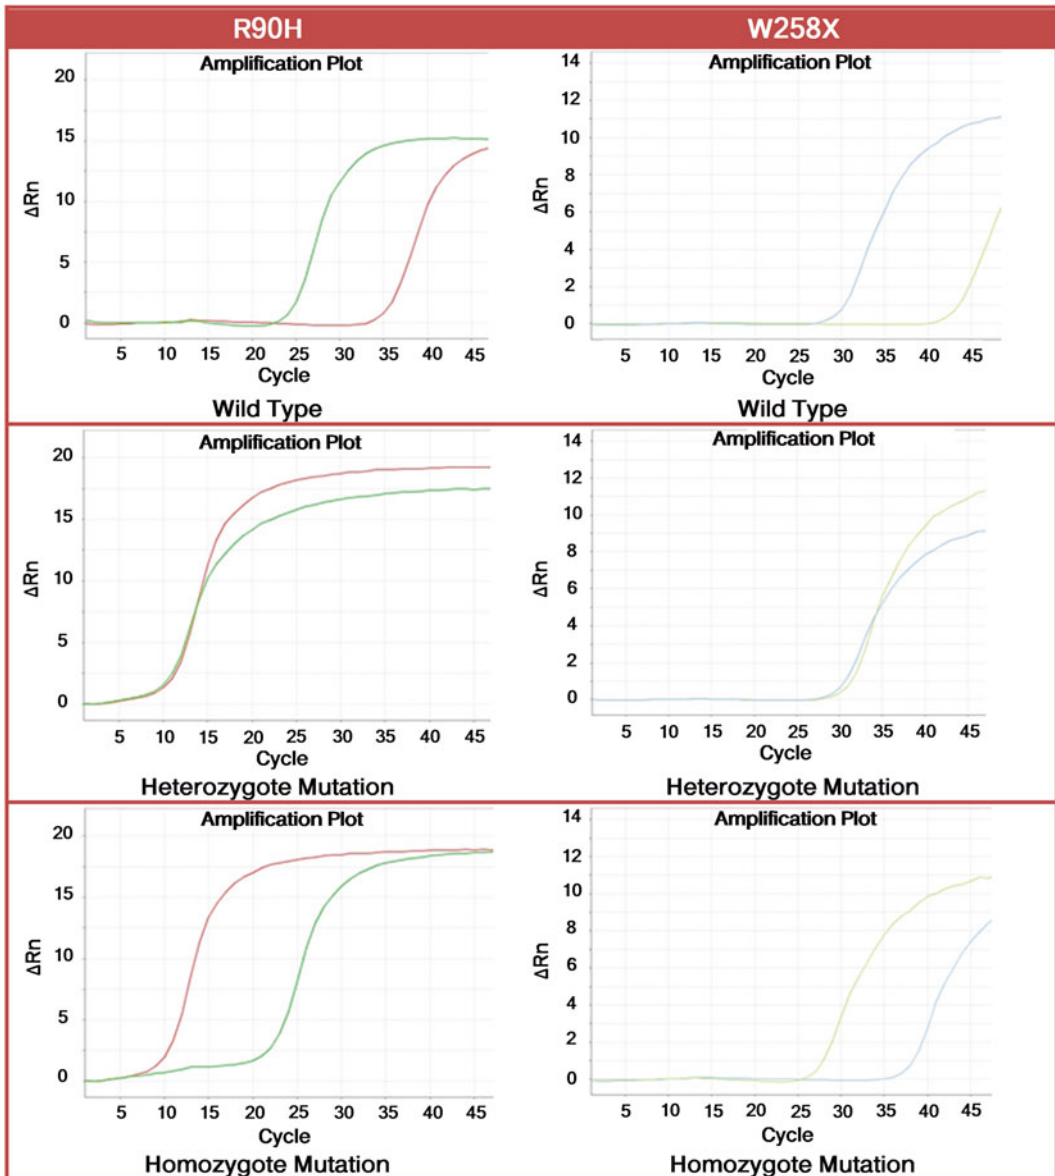 R90H
W258X
Amplification Plot
20
15
10
5
0
ΔRn
5 10 15 20 25 30 35 40 45
Cycle
Wild Type
Amplification Plot
14
12
10
8
6
4
2
0
ΔRn
5 10 15 20 25 30 35 40 45
Cycle
Wild Type
Amplification Plot
20
15
10
5
0
ΔRn
5 10 15 20 25 30 35 40 45
Cycle
Heterozygote Mutation
Amplification Plot
14
12
10
8
6
4
2
0
ΔRn
5 10 15 20 25 30 35 40 45
Cycle
Heterozygote Mutation
Amplification Plot
20
15
10
5
0
ΔRn
5 10 15 20 25 30 35 40 45
Cycle
Homozygote Mutation
Amplification Plot
14
12
10
8
6
4
2
0
ΔRn
5 10 15 20 25 30 35 40 45
Cycle
Homozygote Mutation